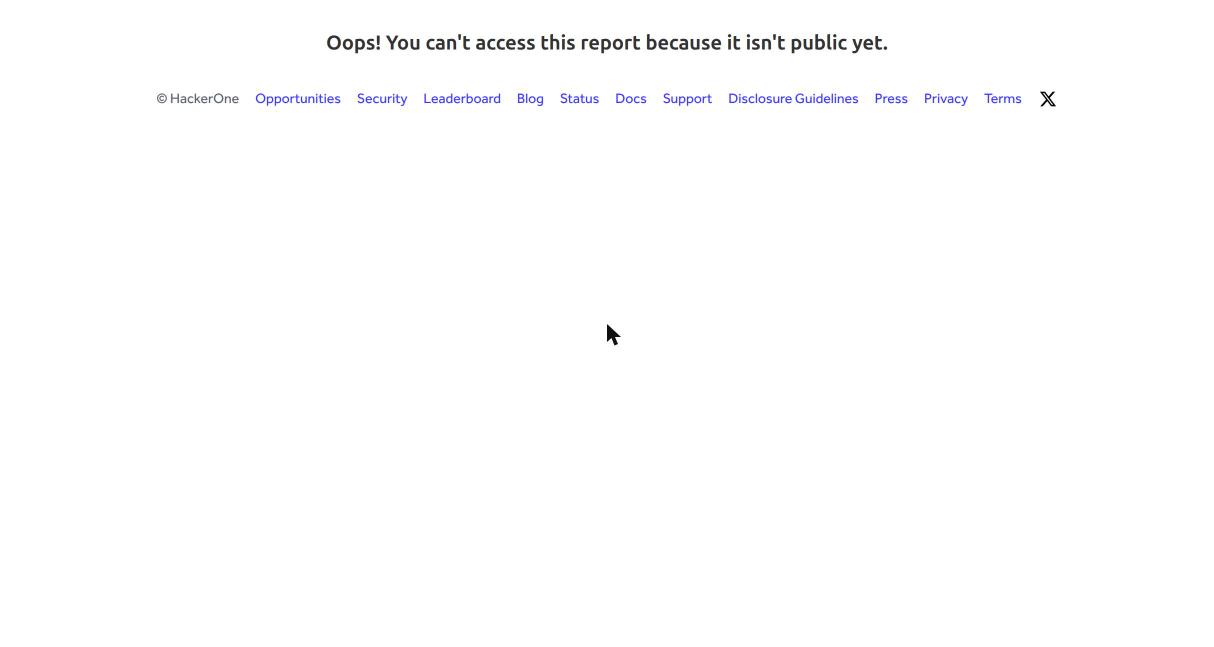 Oops! You can't access this report because it isn't public yet.
© HackerOne Opportunities Security Leaderboard Blog Status Docs Support Disclosure Guidelines Press Privacy Terms